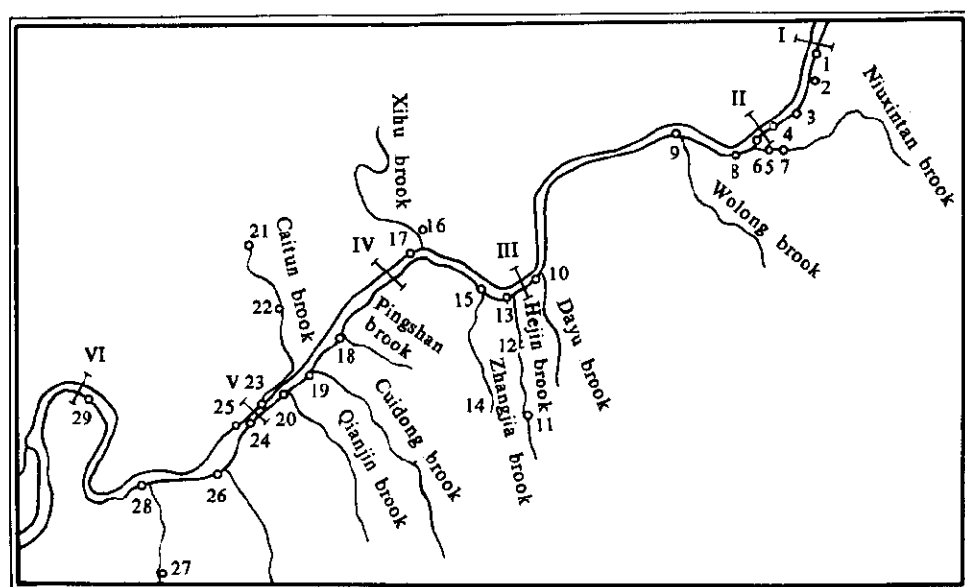 I
1
2
Niuxintan brook
3
II
4
6
5
7
8
9
Wolong brook
Xihu brook
16
17
IV
III
10
Dayu brook
15
13
Hejin brook
12
Zhangjia brook
14
11
21
Caitun brook
22
Pingshan brook
18
19
Cuidong brook
20
Qianjin brook
V
23
25
24
VI
29
26
28
27